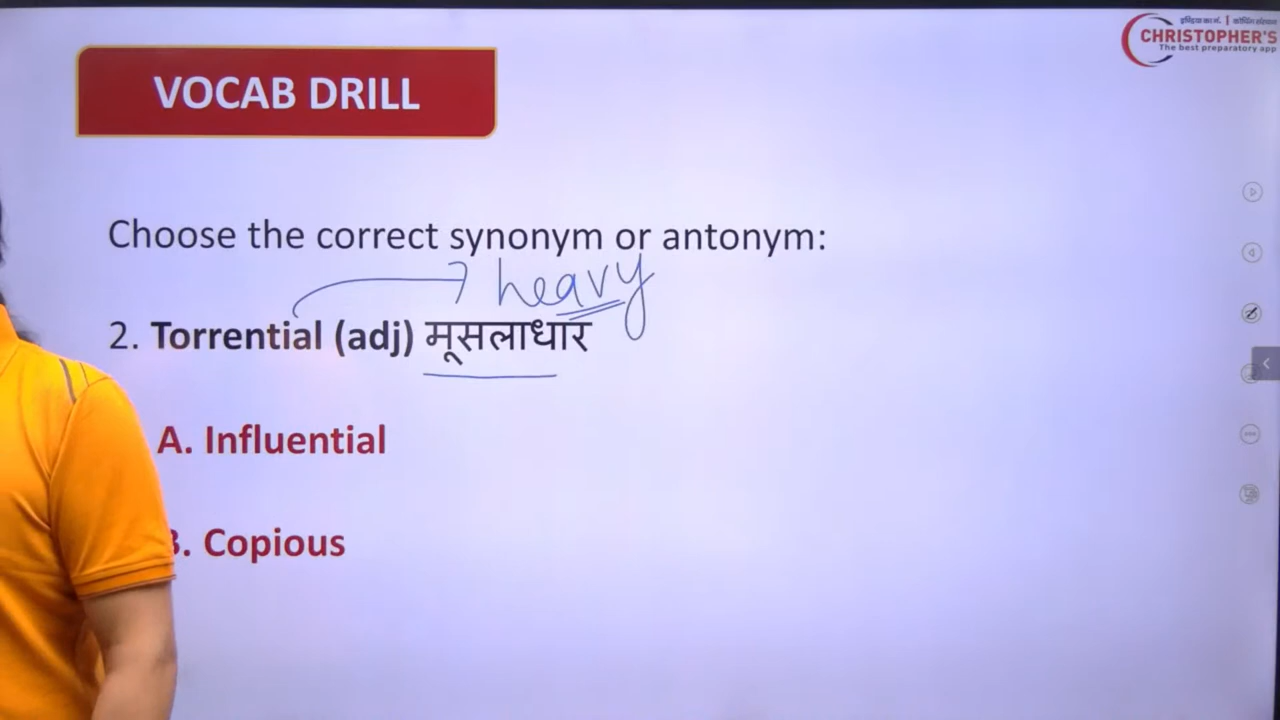 CHRISTOPHER'S
The best preparatory app
VOCAB DRILL
Choose the correct synonym or antonym:
heavy
2. Torrential (adj) मूसलाधार
A. Influential
B. Copious